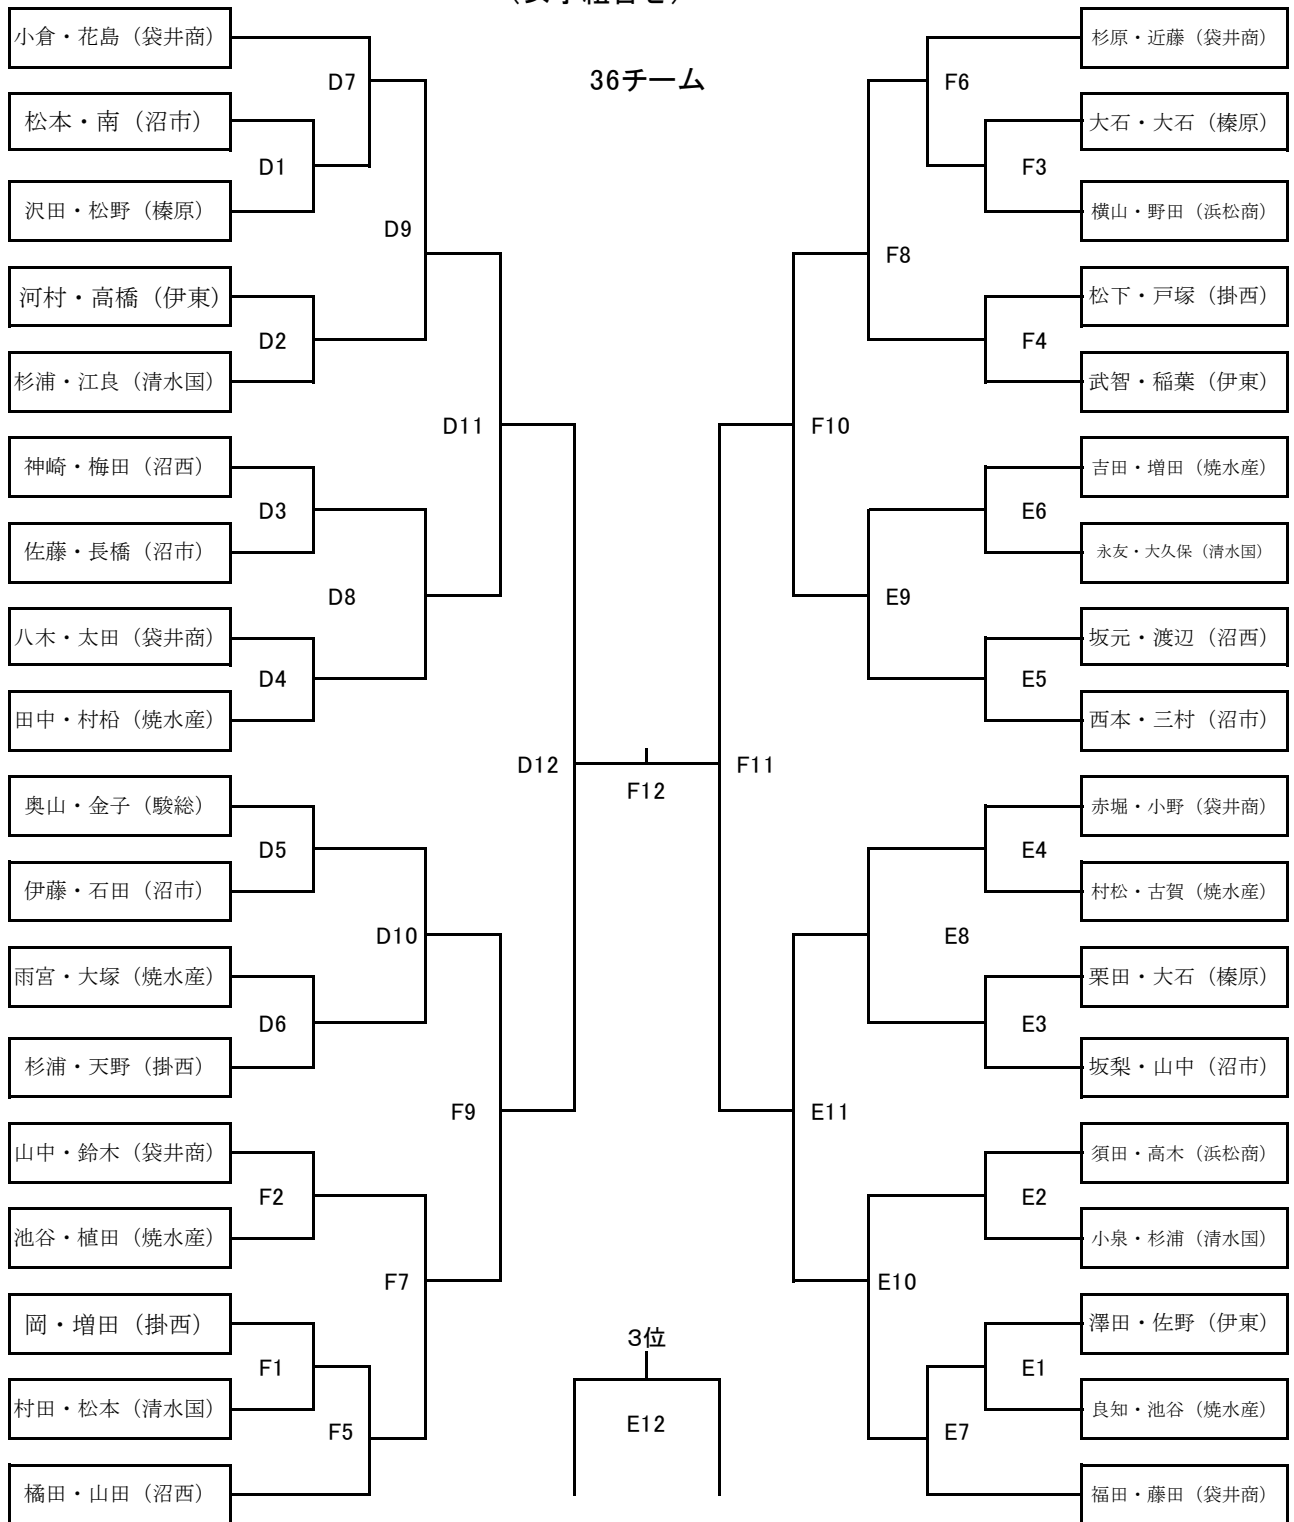 36チーム
小倉・花島（袋井商）
松本・南（沼市）
沢田・松野（榛原）
河村・高橋（伊東）
杉浦・江良（清水国）
神崎・梅田（沼西）
佐藤・長橋（沼市）
八木・太田（袋井商）
田中・村松（焼水産）
奥山・金子（駿総）
伊藤・石田（沼市）
雨宮・大塚（焼水産）
杉浦・天野（掛西）
山中・鈴木（袋井商）
池谷・植田（焼水産）
岡・増田（掛西）
村田・松本（清水国）
橘田・山田（沼西）
D7
D1
D9
D2
D11
D3
D8
D4
D12
D5
D10
D6
F9
F2
F7
F1
F5
F12
3位
E12
F6
F3
F8
F4
F10
E6
E9
E5
F11
E4
E8
E3
E11
E2
E10
E1
E7
杉原・近藤（袋井商）
大石・大石（榛原）
横山・野田（浜松商）
松下・戸塚（掛西）
武智・稲葉（伊東）
吉田・増田（焼水産）
永友・大久保（清水国）
坂元・渡辺（沼西）
西本・三村（沼市）
赤堀・小野（袋井商）
村松・古賀（焼水産）
栗田・大石（榛原）
坂梨・山中（沼市）
須田・高木（浜松商）
小泉・杉浦（清水国）
澤田・佐野（伊東）
良知・池谷（焼水産）
福田・藤田（袋井商）